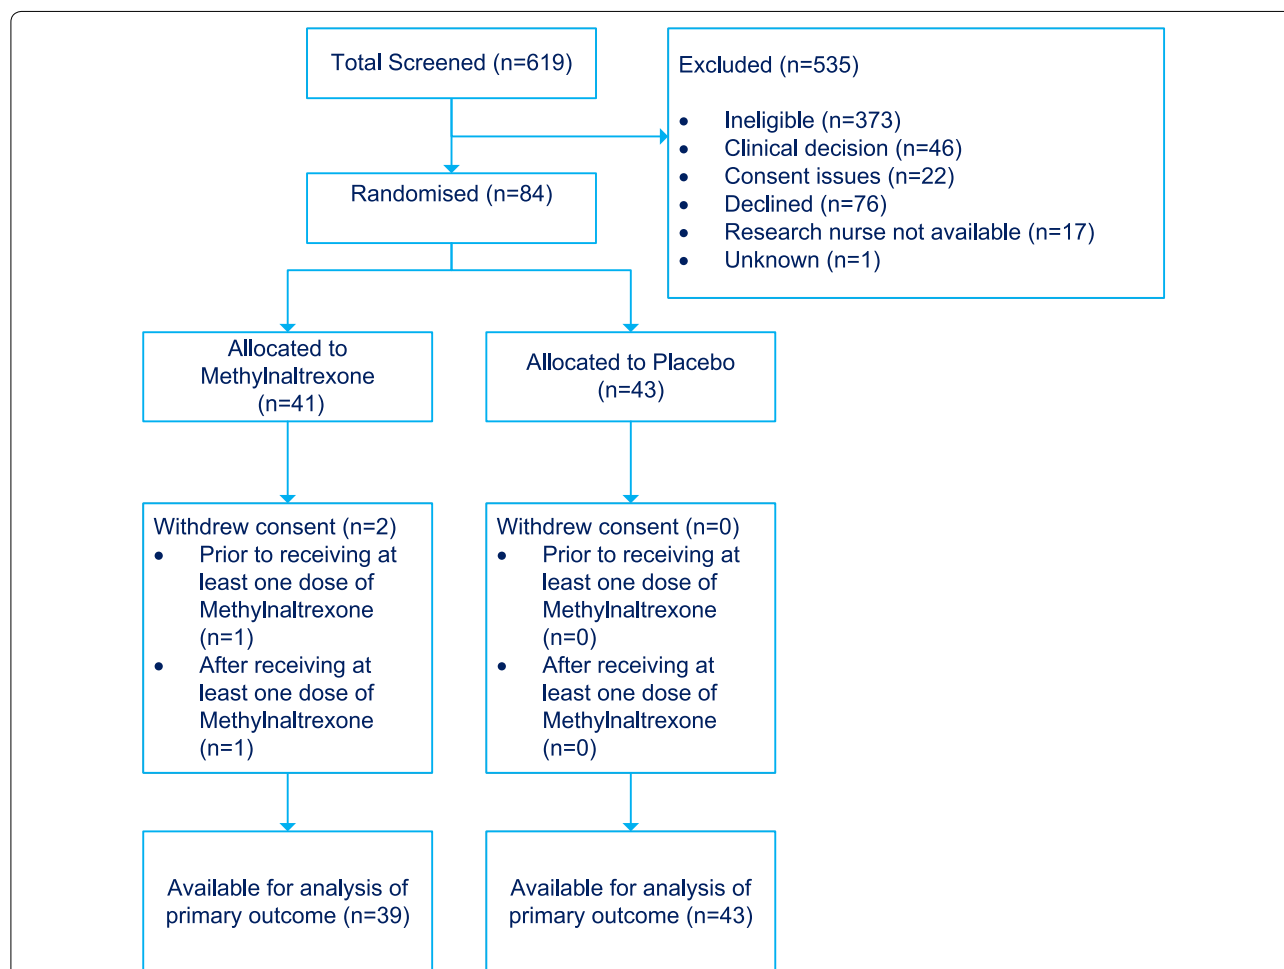 Total Screened (n=619)
Excluded (n=535)
• Ineligible (n=373)
• Clinical decision (n=46)
• Consent issues (n=22)
• Declined (n=76)
• Research nurse not available (n=17)
• Unknown (n=1)
Randomised (n=84)
Allocated to
Methylnaltrexone
(n=41)
Allocated to Placebo
(n=43)
Withdrew consent (n=2)
• Prior to receiving at
least one dose of
Methylnaltrexone
(n=1)
• After receiving at
least one dose of
Methylnaltrexone
(n=1)
Withdrew consent (n=0)
• Prior to receiving at
least one dose of
Methylnaltrexone
(n=0)
• After receiving at
least one dose of
Methylnaltrexone
(n=0)
Available for analysis of
primary outcome (n=39)
Available for analysis of
primary outcome (n=43)